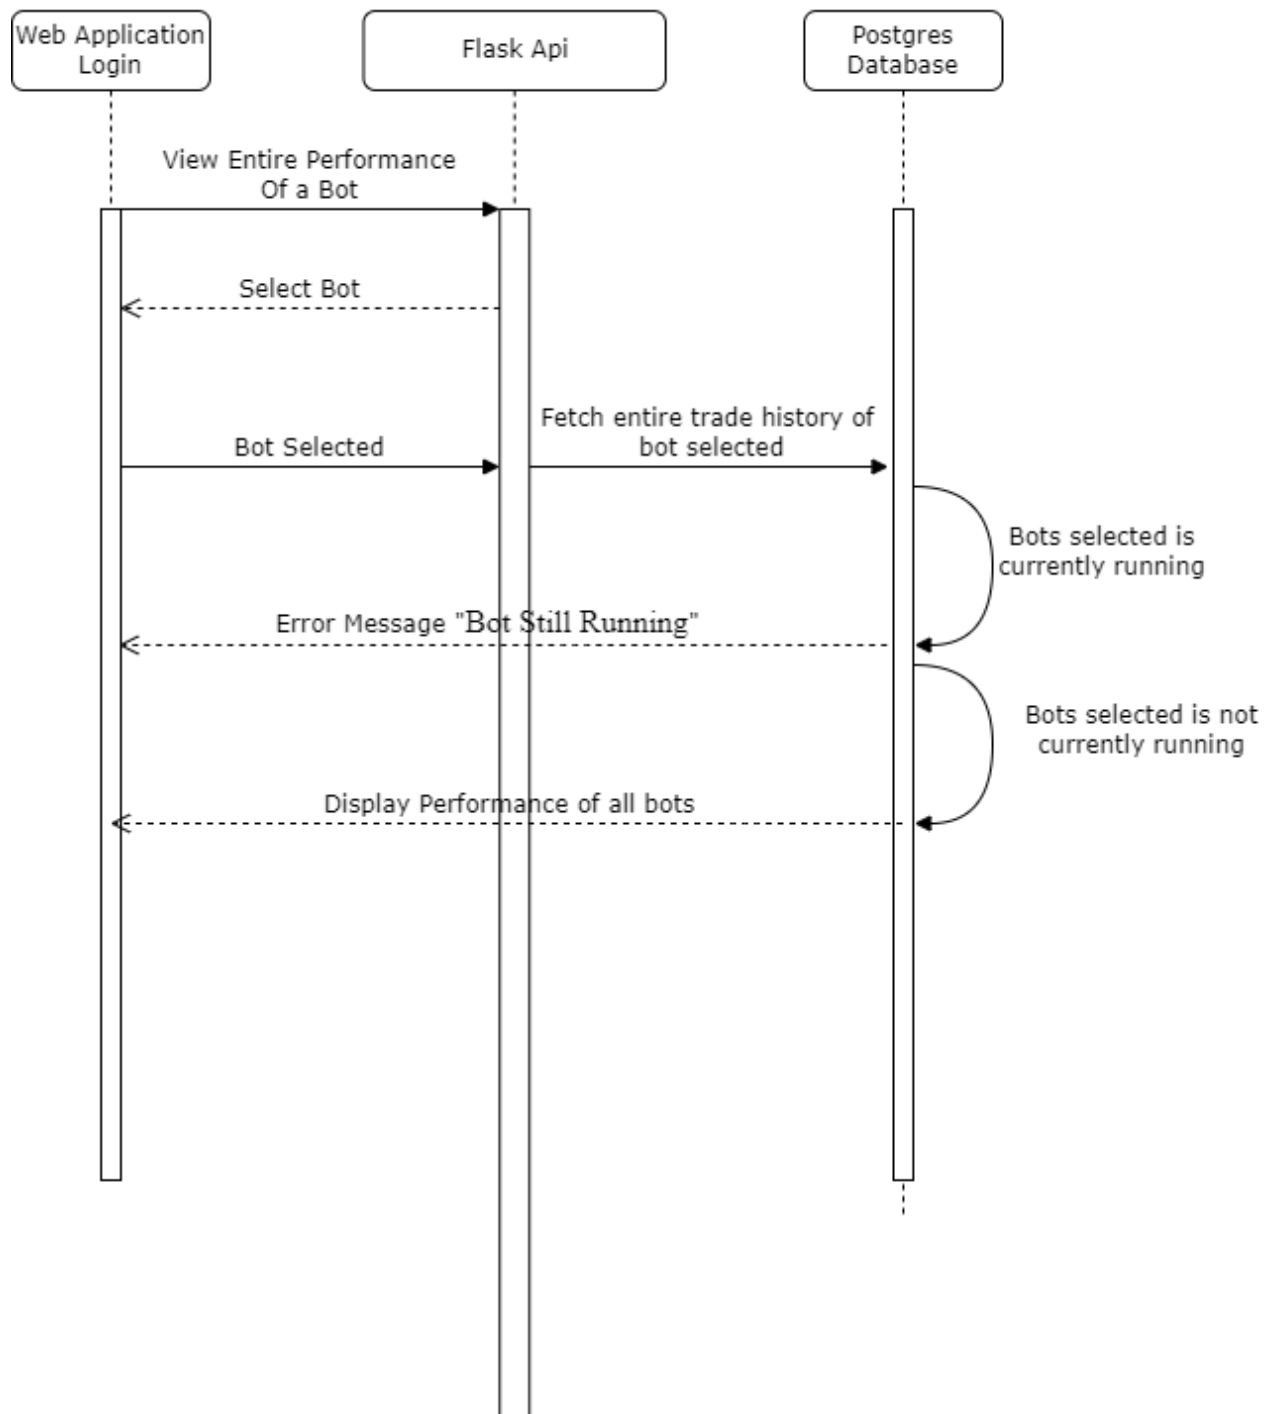 Web Application
Login
Flask Api
Postgres
Database
View Entire Performance
Of a Bot
Select Bot
Fetch entire trade history of
bot selected
Bot Selected
Bots selected is
currently running
Error Message "Bot Still Running"
Bots selected is not
currently running
Display Performance of all bots